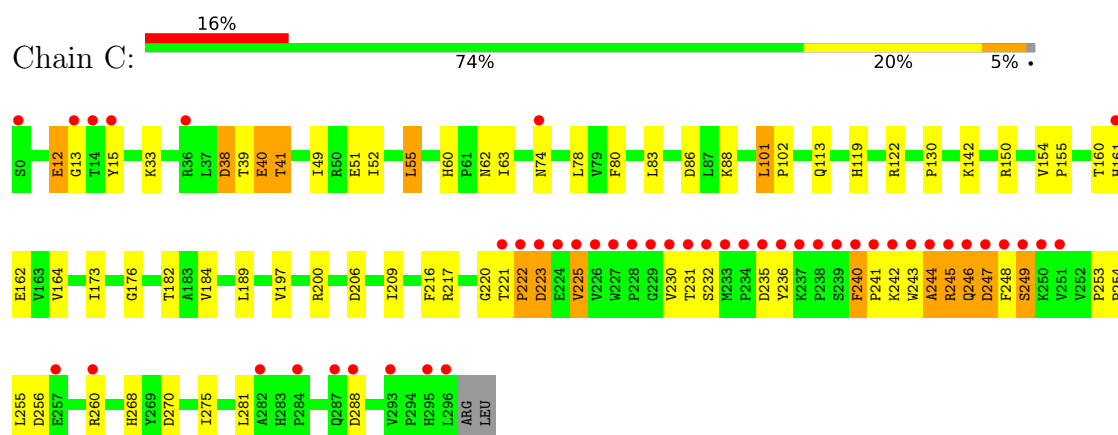 16%
Chain C:
74% 20% 5% •
S0 E12 G13 T14 Y15 K33 R36 L37 D38 T39 E40 T41 I49 R50 E51 I52 L55 H60 P61 N62 I63 N74 L78 V79 F80 L83 D86 L87 K88 L101 P102 Q113 H119 R122 P130 K142 R150 V154 P155 T160 H161
E162 V163 V164 I173 G176 T182 A183 V184 L189 V197 R200 D206 I209 F216 R217 G220 T221 P222 D223 E224 V225 V226 W227 P228 G229 V230 T231 S232 M233 P234 D235 Y236 K237 P238 S239 F240 P241 K242 W243 A244 R245 Q246 D247 F248 S249 K250 V251 V252 P253 P254
L255 D256 E257 R260 H268 Y269 D270 I275 L281 A282 H283 P284 Q287 D288 V293 P294 H295 L296 ARG LEU